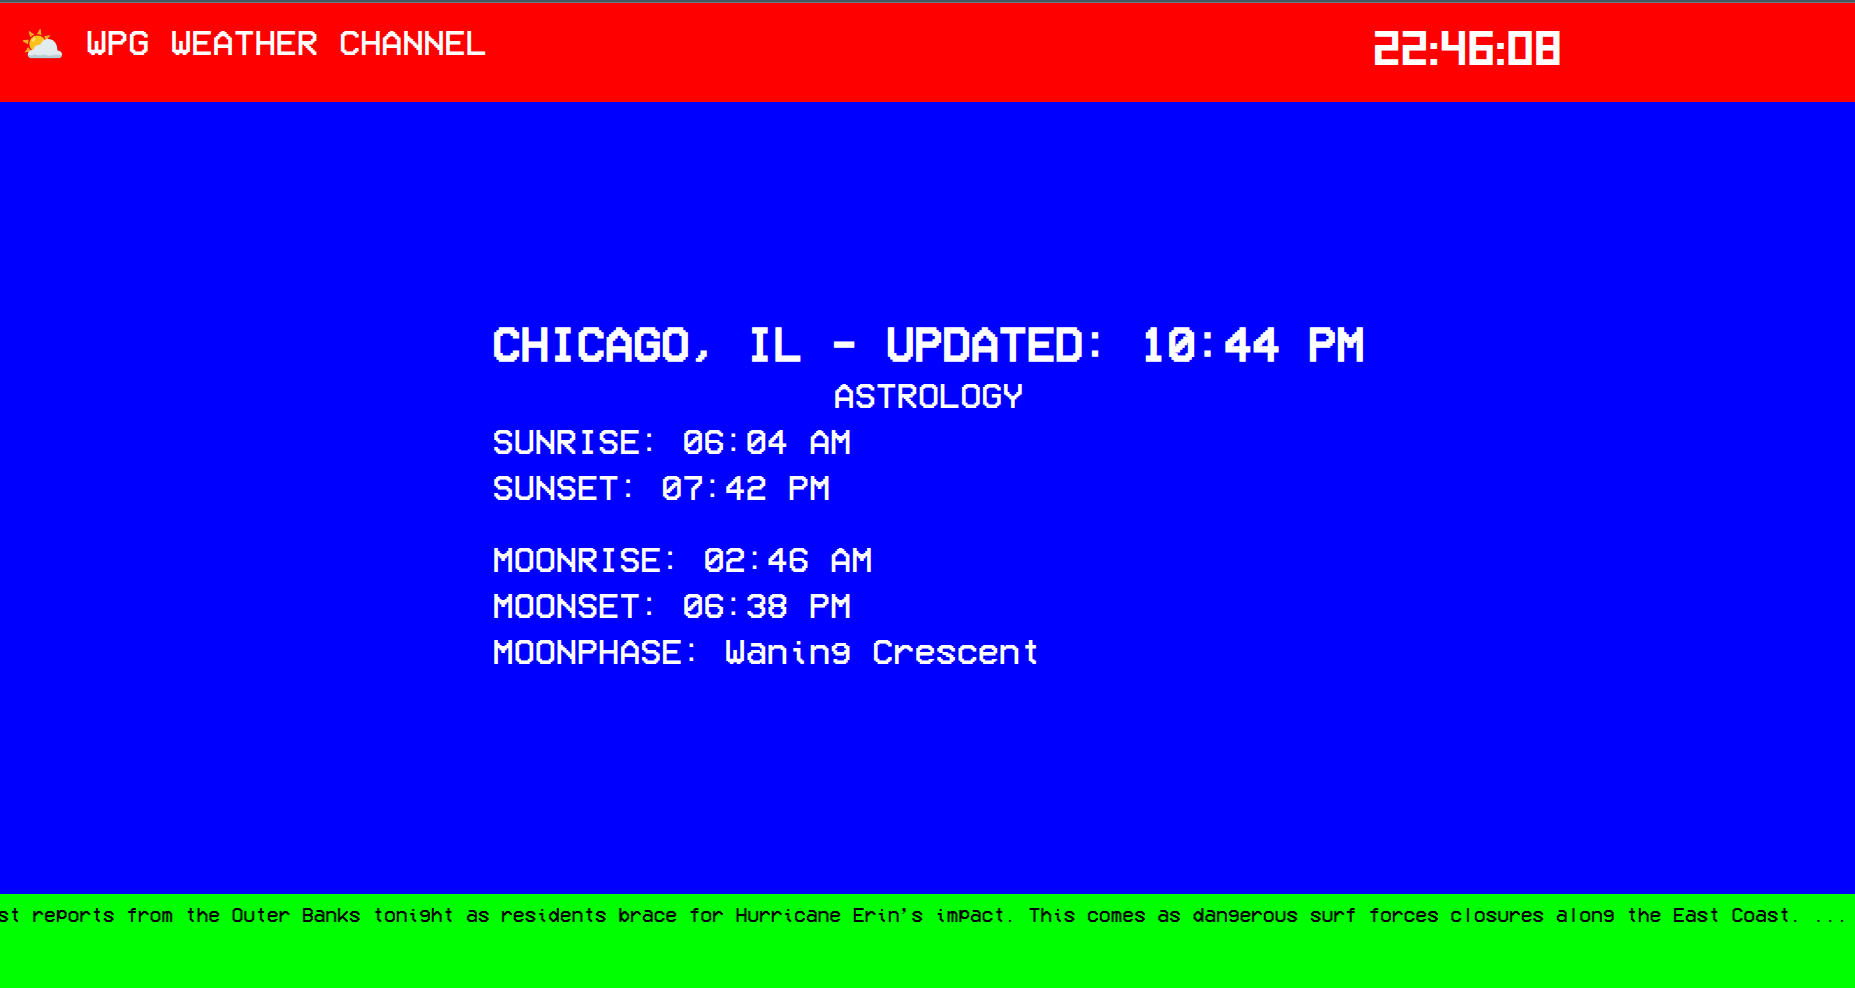 WPG WEATHER CHANNEL
22:46:08
CHICAGO, IL - UPDATED: 10:44 PM
ASTROLOGY
SUNRISE: 06:04 AM
SUNSET: 07:42 PM
MOONRISE: 02:46 AM
MOONSET: 06:38 PM
MOONPHASE: Waning Crescent
reports from the Outer Banks tonight as residents brace for Hurricane Erin's impact. This comes as dangerous surf forces closures along the East Coast. ...